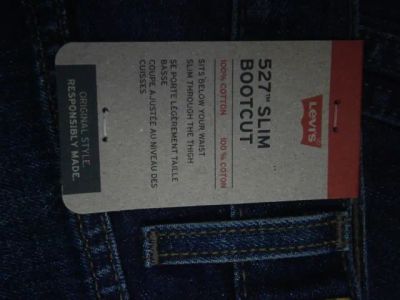 Levi's
527™ SLIM
BOOTCUT
100% COTTON 100 % COTON
SITS BELOW YOUR WAIST
SLIM THROUGH THE THIGH
SE PORTE LÉGÈREMENT TAILLE
BASSE
COUPE AJUSTÉE AU NIVEAU DES
CUISSES
ORIGINAL STYLE.
RESPONSIBLY MADE.